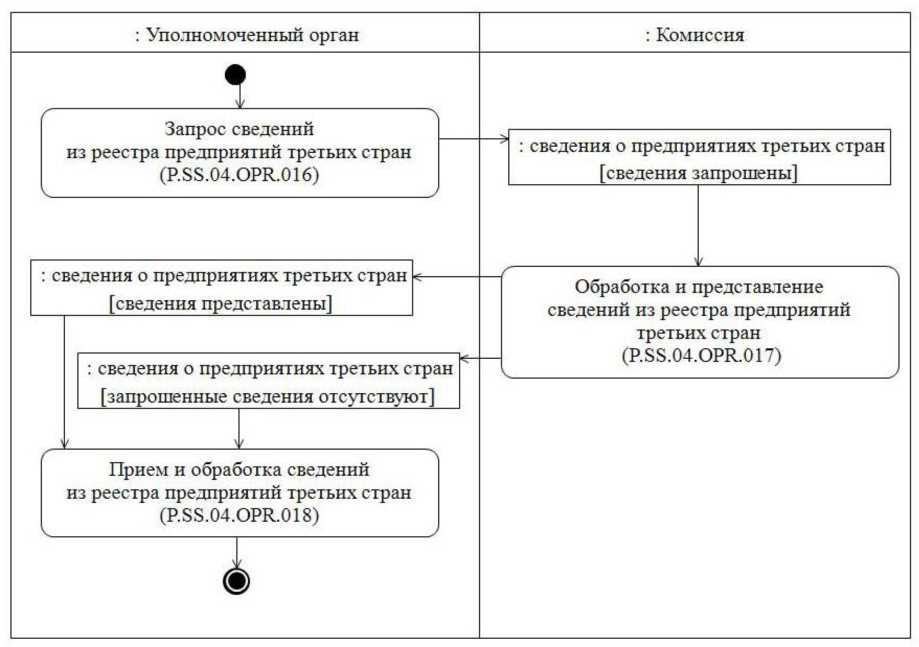 : Уполномоченный орган
: Комиссия
Запрос сведений
из реестра предприятий третьих стран
(P.SS.04.OPR.016)
: сведения о предприятиях третьих стран
[сведения запрошены]
: сведения о предприятиях третьих стран
[сведения представлены]
Обработка и представление
сведений из реестра предприятий
третьих стран
(P.SS.04.OPR.017)
: сведения о предприятиях третьих стран
[запрошенные сведения отсутствуют]
Прием и обработка сведений
из реестра предприятий третьих стран
(P.SS.04.OPR.018)